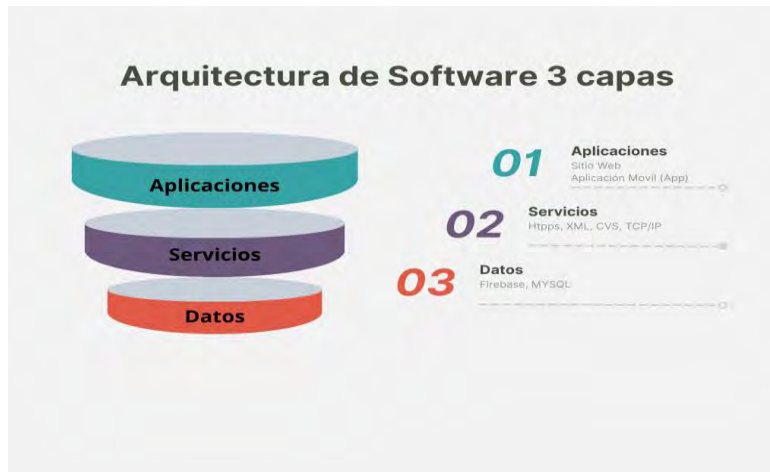 Arquitectura de Software 3 capas
Aplicaciones
Servicios
Datos
01
Aplicaciones
Sitio Web
Aplicación Movil (App)
02
Servicios
Htpps, XML, CVS, TCP/IP
03
Datos
Firebase, MYSQL